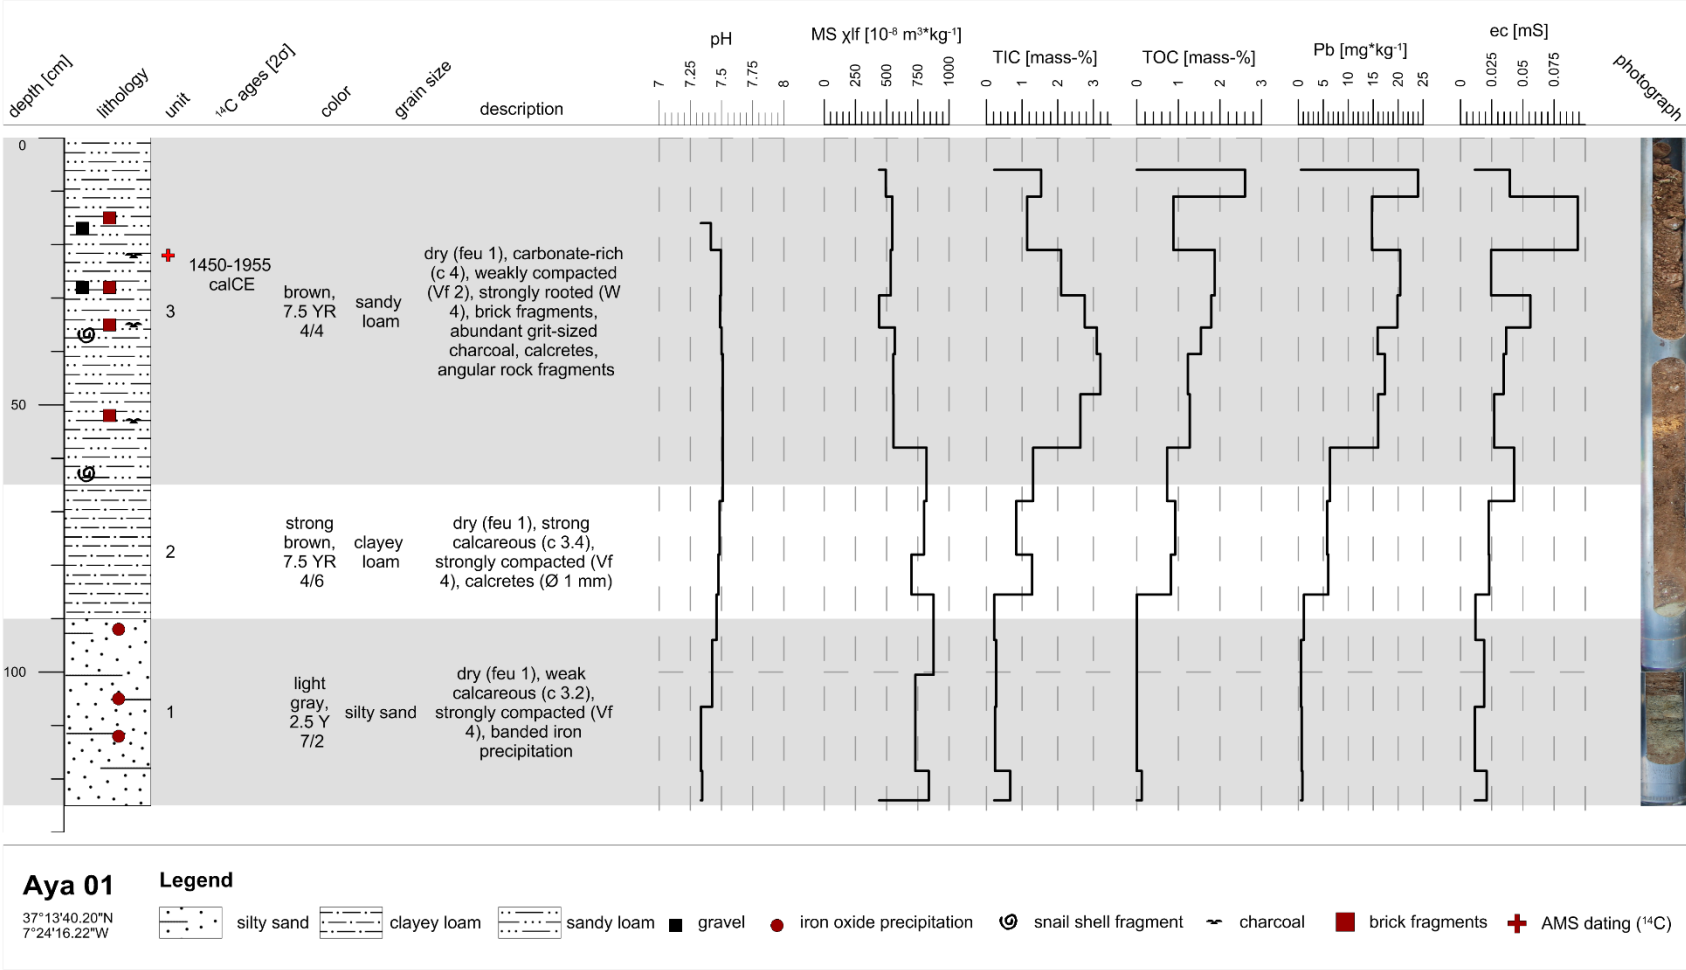 depth [cm]
lithology
unit
¹⁴C ages [2σ]
color
grain size
description
pH
7
7.25
7.5
7.75
8
MS χlf [10⁻⁸ m³*kg⁻¹]
0
250
500
750
1000
TIC [mass-%]
0
1
2
3
TOC [mass-%]
0
1
2
3
Pb [mg*kg⁻¹]
0
5
10
15
20
25
ec [mS]
0
0.025
0.05
0.075
photograph
0
50
100
3
1450-1955
calCE
brown,
7.5 YR
4/4
sandy
loam
dry (feu 1), carbonate-rich
(c 4), weakly compacted
(Vf 2), strongly rooted (W
4), brick fragments,
abundant grit-sized
charcoal, calcretes,
angular rock fragments
2
strong
brown,
7.5 YR
4/6
clayey
loam
dry (feu 1), strong
calcareous (c 3.4),
strongly compacted (Vf
4), calcretes (Ø 1 mm)
1
light
gray,
2.5 Y
7/2
silty sand
dry (feu 1), weak
calcareous (c 3.2),
strongly compacted (Vf
4), banded iron
precipitation
Aya 01
37°13'40.20"N
7°24'16.22"W
Legend
silty sand
clayey loam
sandy loam
gravel
iron oxide precipitation
snail shell fragment
charcoal
brick fragments
AMS dating (¹⁴C)